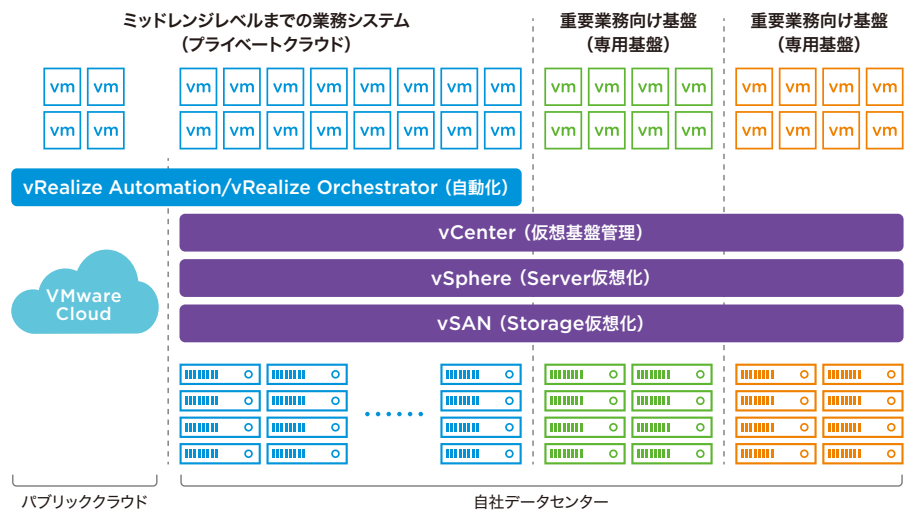 ミッドレンジレベルまでの業務システム
(プライベートクラウド)
重要業務向け基盤
(専用基盤)
重要業務向け基盤
(専用基盤)
vm vm vm vm vm vm vm vm vm vm vm vm vm vm vm vm vm vm
vm vm vm vm vm vm vm vm vm vm vm vm vm vm vm vm vm vm
vRealize Automation/vRealize Orchestrator (自動化)
vCenter (仮想基盤管理)
vSphere (Server仮想化)
VMware
Cloud
vSAN (Storage仮想化)
パブリッククラウド
自社データセンター